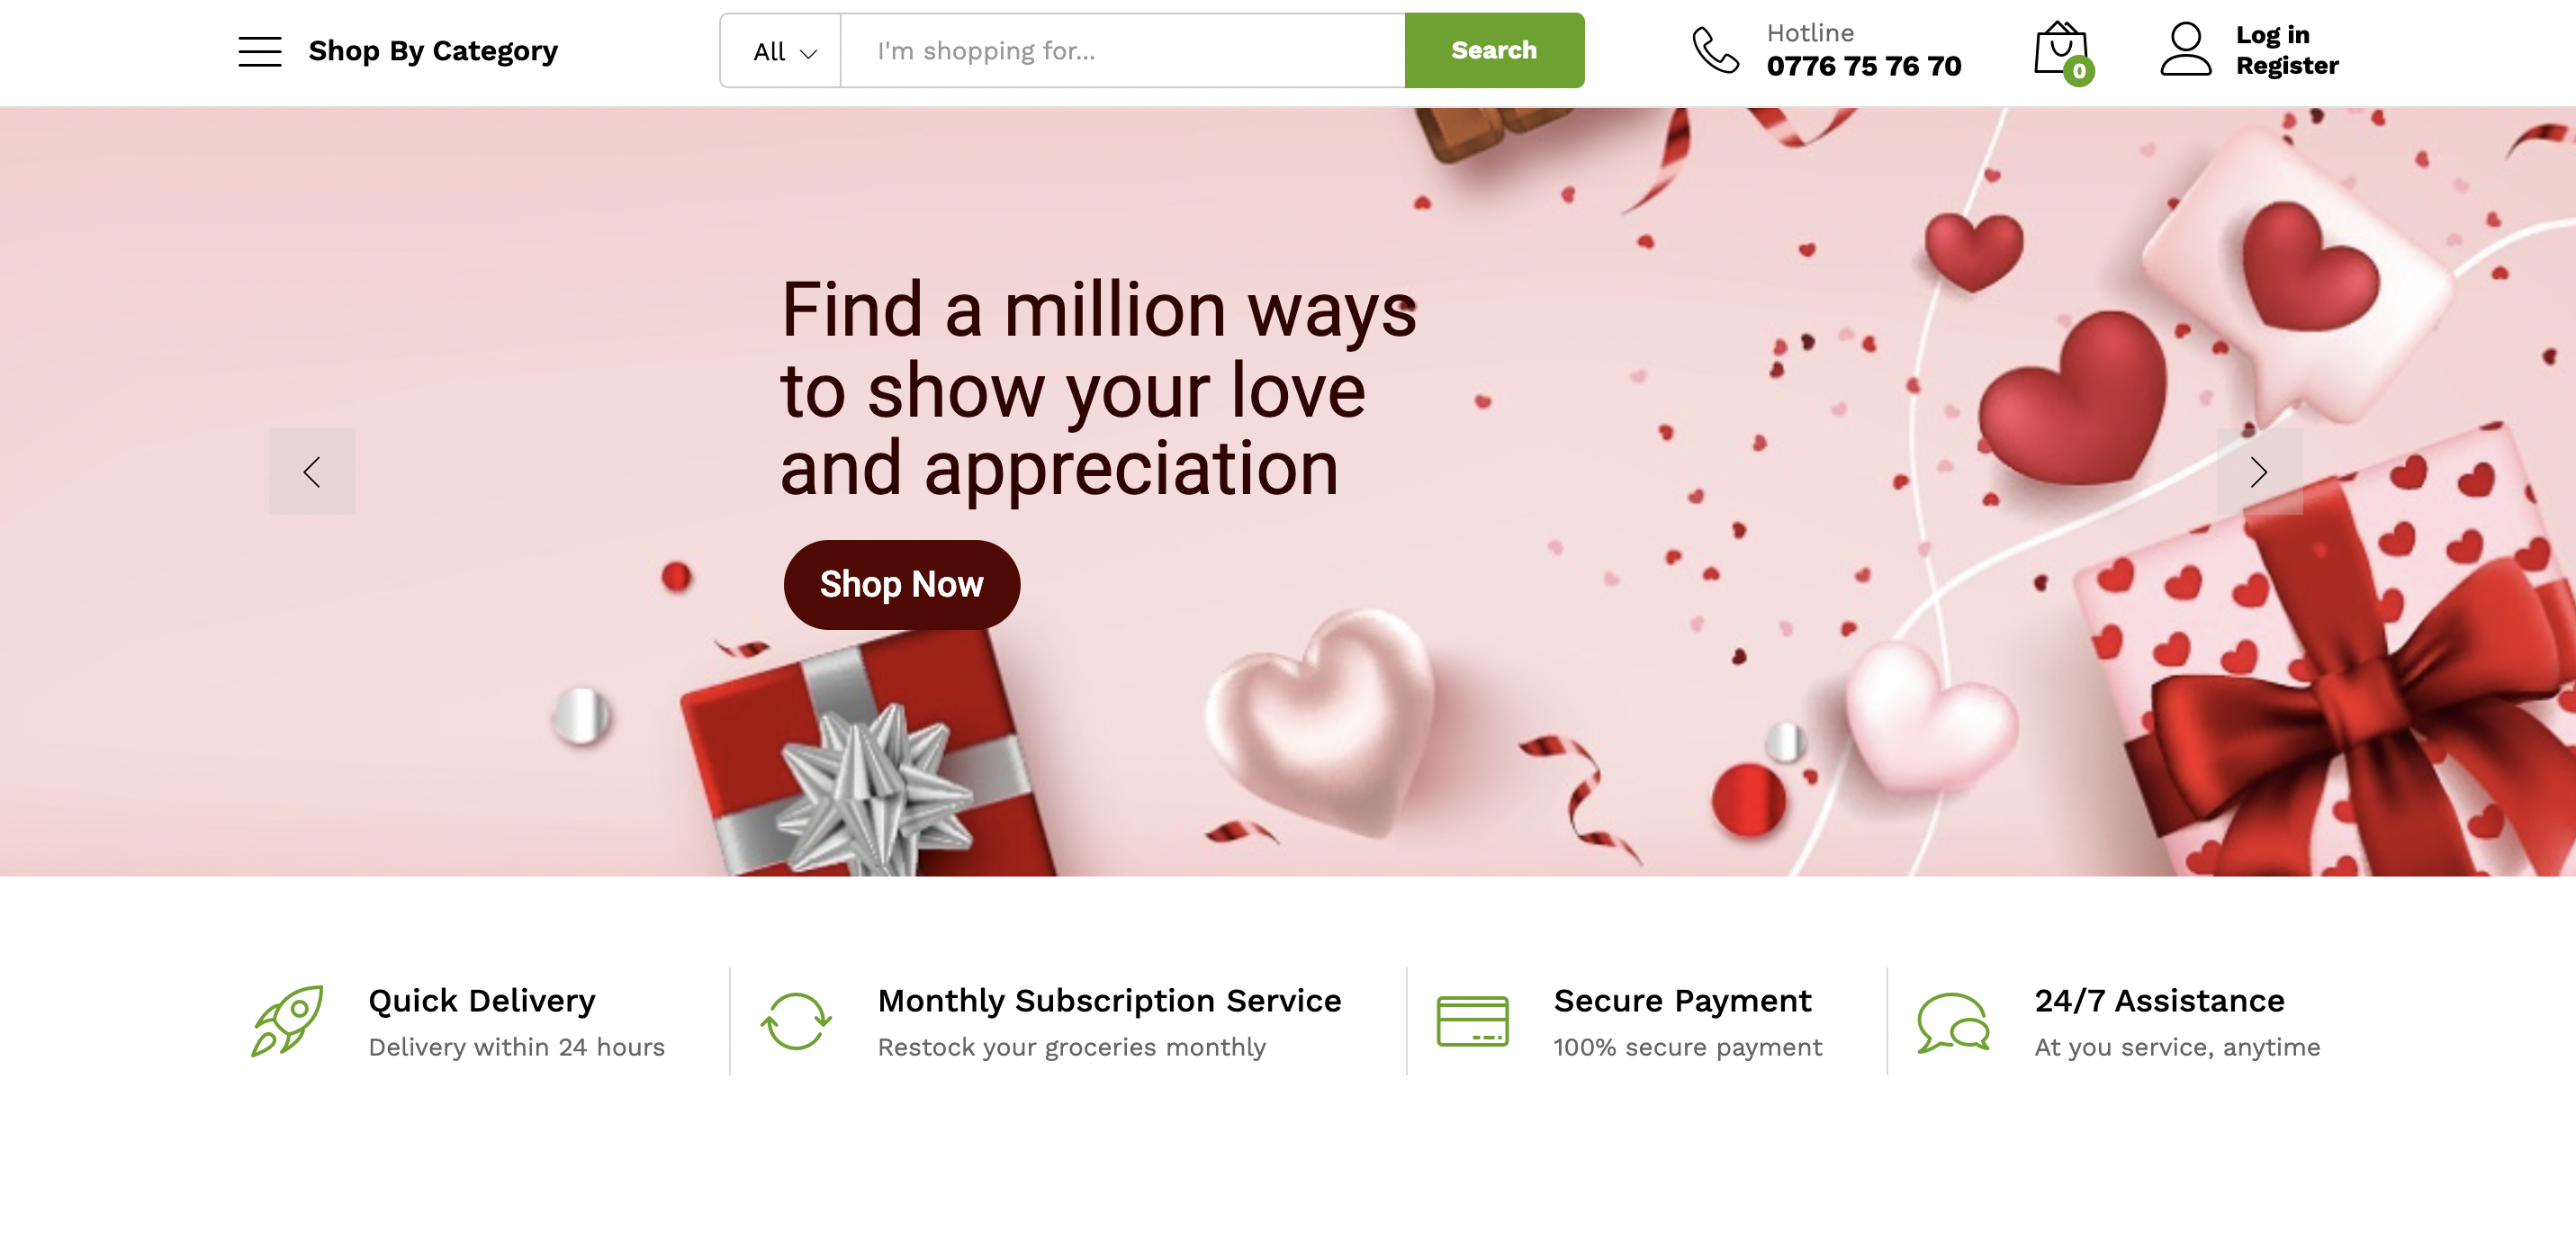 Shop By Category
All
I'm shopping for...
Search
Hotline
0776 75 76 70
0
Log in
Register
Find a million ways
to show your love
and appreciation
Shop Now
Quick Delivery
Delivery within 24 hours
Monthly Subscription Service
Restock your groceries monthly
Secure Payment
100% secure payment
24/7 Assistance
At you service, anytime